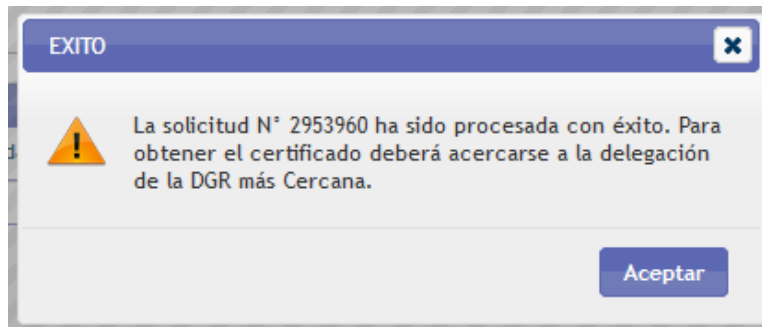 EXITO
La solicitud N° 2953960 ha sido procesada con éxito. Para
obtener el certificado deberá acercarse a la delegación
de la DGR más Cercana.
Aceptar